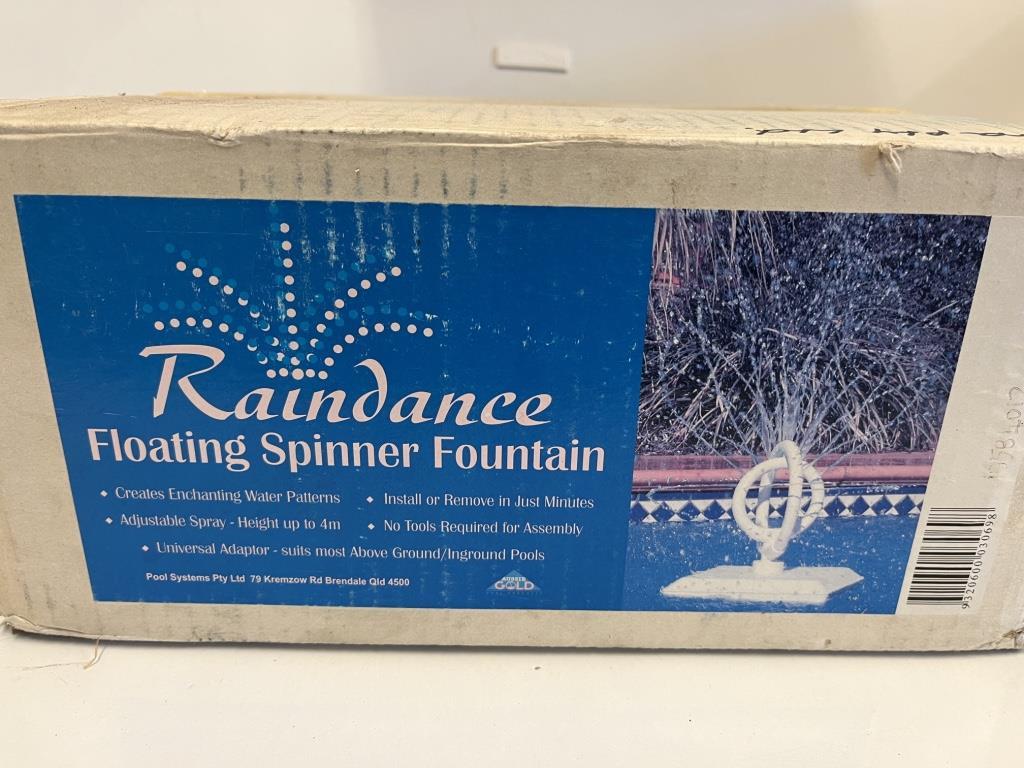 Raindance
Floating Spinner Fountain
Creates Enchanting Water Patterns
Install or Remove in Just Minutes
Adjustable Spray - Height up to 4m
No Tools Required for Assembly
Universal Adaptor - suits most Above Ground/Inground Pools
Pool Systems Pty Ltd 79 Kremzow Rd Brendale Qld 4500
GOLD
9320600030698